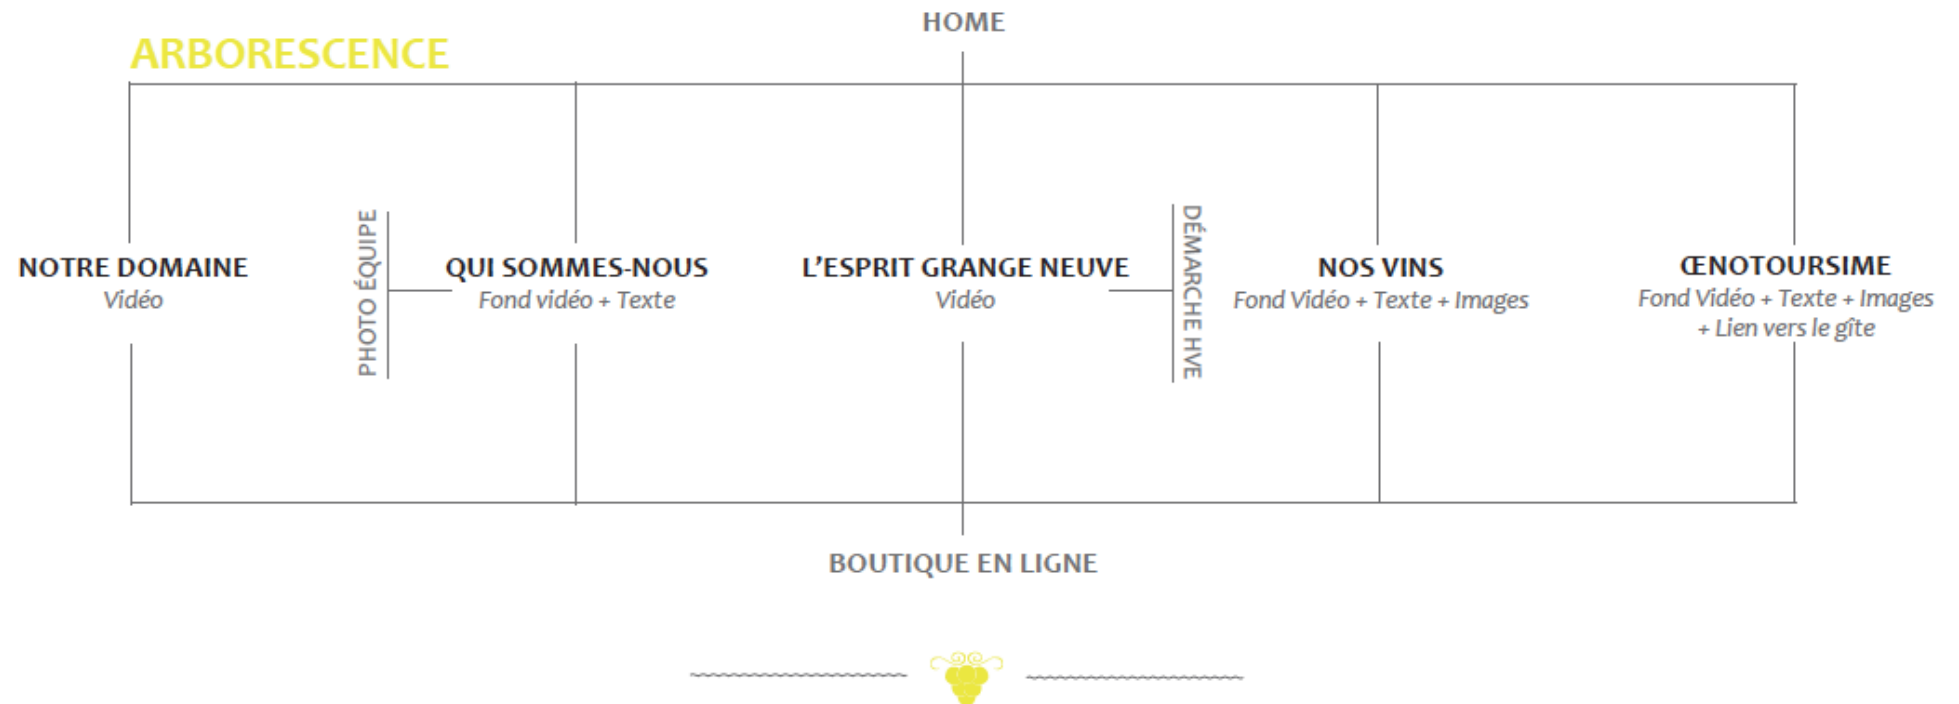 HOME
ARBORESCENCE
NOTRE DOMAINE
Vidéo
PHOTO ÉQUIPE
QUI SOMMES-NOUS
Fond vidéo + Texte
L’ESPRIT GRANGE NEUVE
Vidéo
DÉMARCHE HVE
NOS VINS
Fond Vidéo + Texte + Images
ŒNOTOURSIME
Fond Vidéo + Texte + Images
+ Lien vers le gîte
BOUTIQUE EN LIGNE